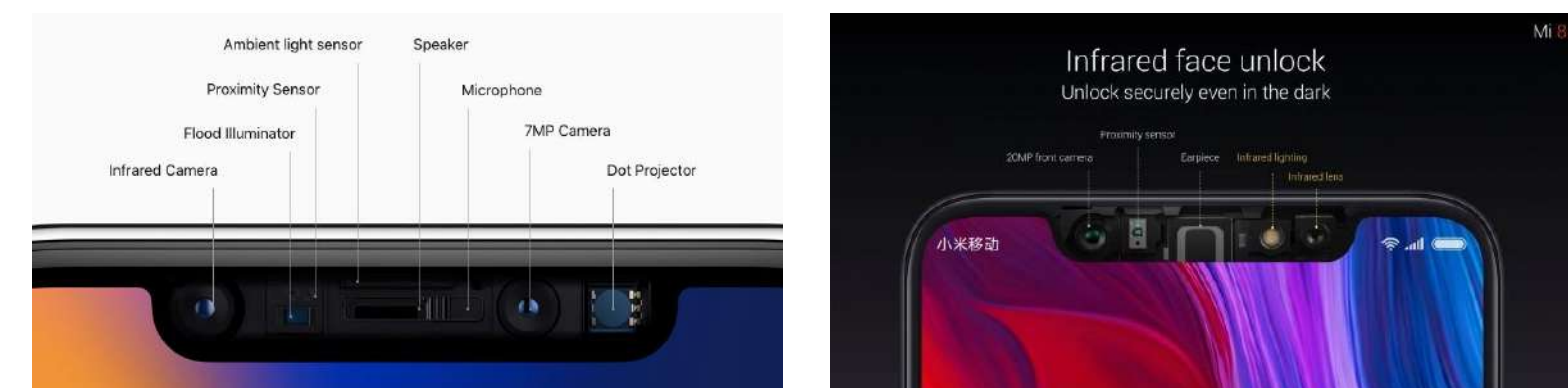 Ambient light sensor
Speaker
Proximity Sensor
Microphone
Flood Illuminator
7MP Camera
Infrared Camera
Dot Projector
Mi 8
Infrared face unlock
Unlock securely even in the dark
Proximity sensor
20MP front camera
Earpiece
Infrared lighting
Infrared lens
小米移动